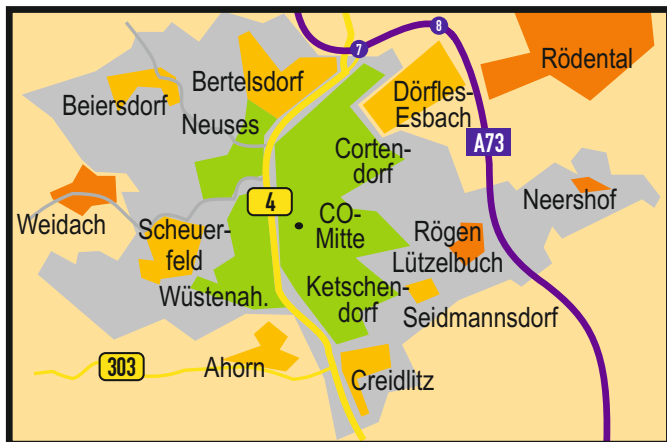 7
8
Rödental
Bertelsdorf
Beiersdorf
Dörfles-
Esbach
Neuses
Corten-
dorf
A73
Neershof
4
Weidach
CO-
Mitte
Scheuer-
feld
Rögen
Lützelbuch
Wüstenah.
Ketschen-
dorf
Seidmannsdorf
303
Ahorn
Creidlitz